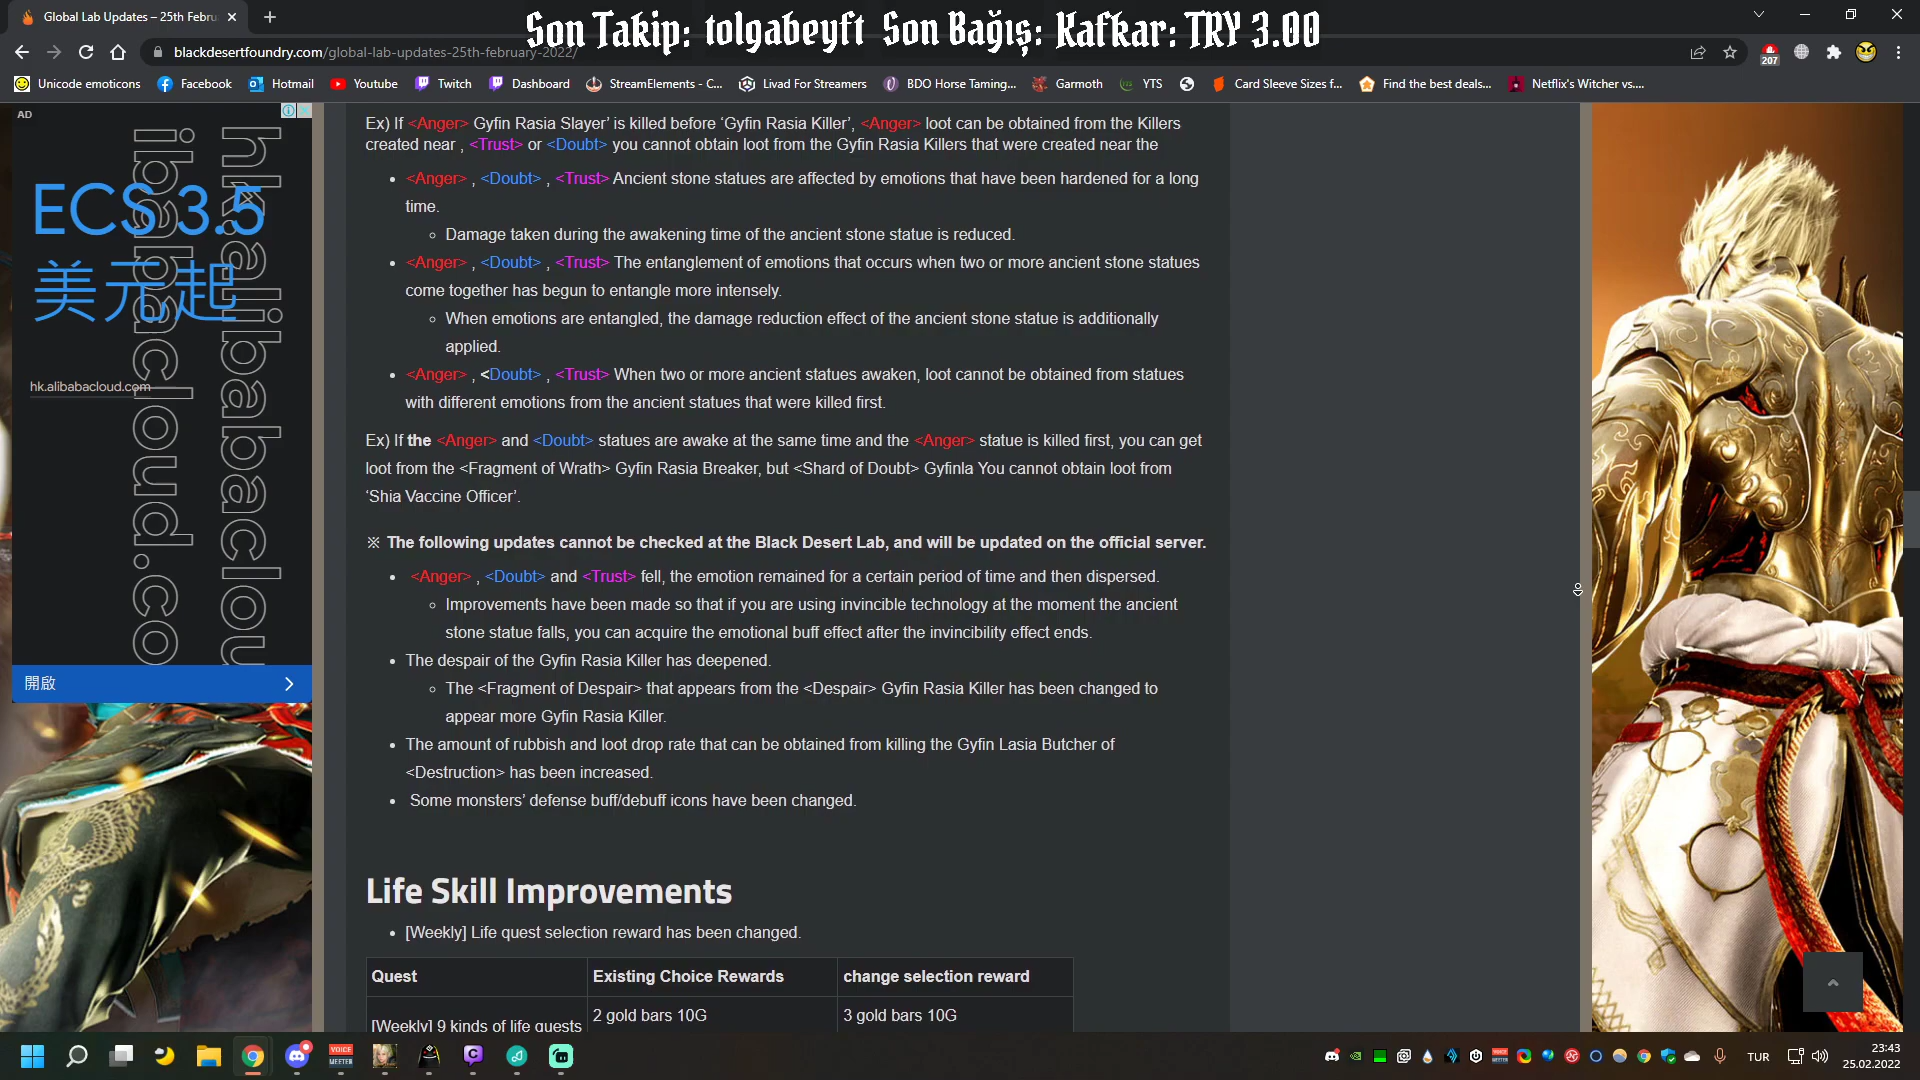 Global Lab Updates – 25th Febru
Son Takip: tolgabeyft Son Bağış: Kafkar: TRY 3.00
blackdesertfoundry.com/global-lab-updates-25th-february-2022/
207
Unicode emoticons
Facebook
Hotmail
Youtube
Twitch
Dashboard
StreamElements - C...
Livad For Streamers
BDO Horse Taming...
Garmoth
YTS
Card Sleeve Sizes f...
Find the best deals...
Netflix's Witcher vs....
AD
ECS 3.5
美元起
hk.alibabacloud.com
hk.alibabaclou
ibabacloud.co
開啟
Ex) If <Anger> Gyfin Rasia Slayer’ is killed before ‘Gyfin Rasia Killer’, <Anger> loot can be obtained from the Killers
created near , <Trust> or <Doubt> you cannot obtain loot from the Gyfin Rasia Killers that were created near the
<Anger> , <Doubt> , <Trust> Ancient stone statues are affected by emotions that have been hardened for a long
time.
Damage taken during the awakening time of the ancient stone statue is reduced.
<Anger> , <Doubt> , <Trust> The entanglement of emotions that occurs when two or more ancient stone statues
come together has begun to entangle more intensely.
When emotions are entangled, the damage reduction effect of the ancient stone statue is additionally
applied.
<Anger> , <Doubt> , <Trust> When two or more ancient statues awaken, loot cannot be obtained from statues
with different emotions from the ancient statues that were killed first.
Ex) If the <Anger> and <Doubt> statues are awake at the same time and the <Anger> statue is killed first, you can get
loot from the <Fragment of Wrath> Gyfin Rasia Breaker, but <Shard of Doubt> Gyfinla You cannot obtain loot from
‘Shia Vaccine Officer’.
※ The following updates cannot be checked at the Black Desert Lab, and will be updated on the official server.
<Anger> , <Doubt> and <Trust> fell, the emotion remained for a certain period of time and then dispersed.
Improvements have been made so that if you are using invincible technology at the moment the ancient
stone statue falls, you can acquire the emotional buff effect after the invincibility effect ends.
The despair of the Gyfin Rasia Killer has deepened.
The <Fragment of Despair> that appears from the <Despair> Gyfin Rasia Killer has been changed to
appear more Gyfin Rasia Killer.
The amount of rubbish and loot drop rate that can be obtained from killing the Gyfin Lasia Butcher of
<Destruction> has been increased.
Some monsters’ defense buff/debuff icons have been changed.
Life Skill Improvements
[Weekly] Life quest selection reward has been changed.
Quest
Existing Choice Rewards
change selection reward
[Weekly] 9 kinds of life quests
2 gold bars 10G
3 gold bars 10G
VOICE
MEETER
TUR
23:43
25.02.2022